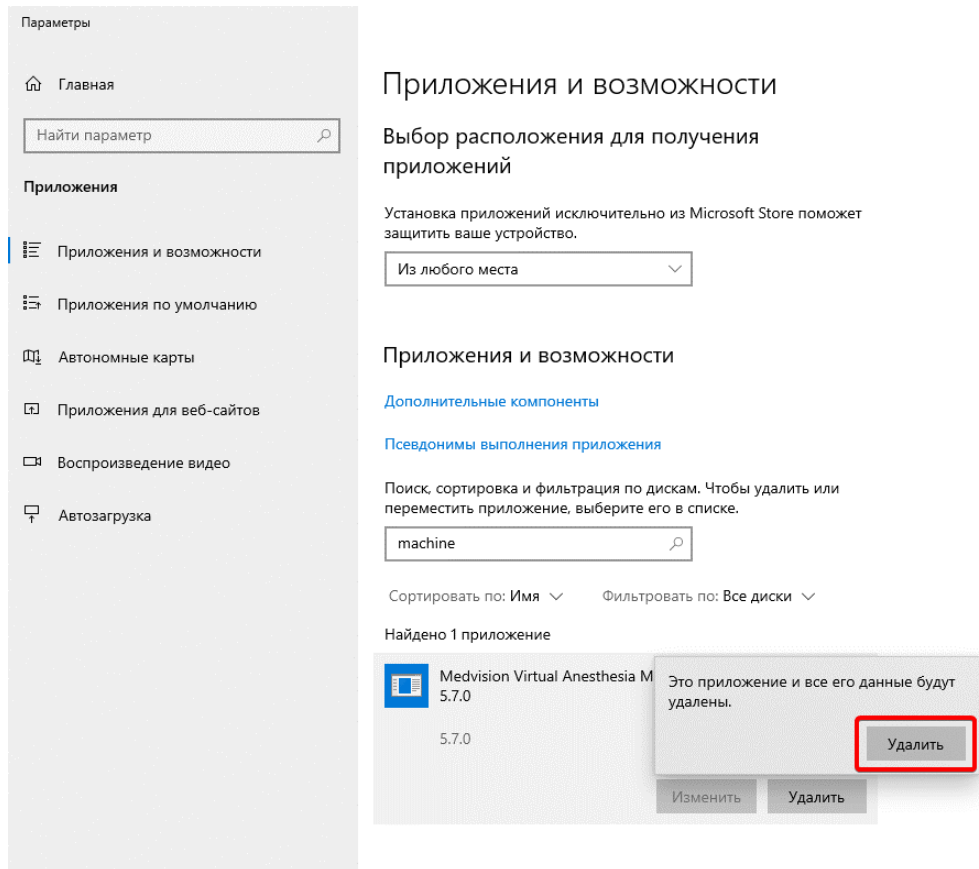 Параметры
Главная
Найти параметр
Приложения
Приложения и возможности
Приложения по умолчанию
Автономные карты
Приложения для веб-сайтов
Воспроизведение видео
Автозагрузка
Приложения и возможности
Выбор расположения для получения
приложений
Установка приложений исключительно из Microsoft Store поможет
защитить ваше устройство.
Из любого места
Приложения и возможности
Дополнительные компоненты
Псевдонимы выполнения приложения
Поиск, сортировка и фильтрация по дискам. Чтобы удалить или
переместить приложение, выберите его в списке.
machine
Сортировать по: Имя Фильтровать по: Все диски
Найдено 1 приложение
Medvision Virtual Anesthesia M
5.7.0
5.7.0
Это приложение и все его данные будут
удалены.
Удалить
Изменить Удалить